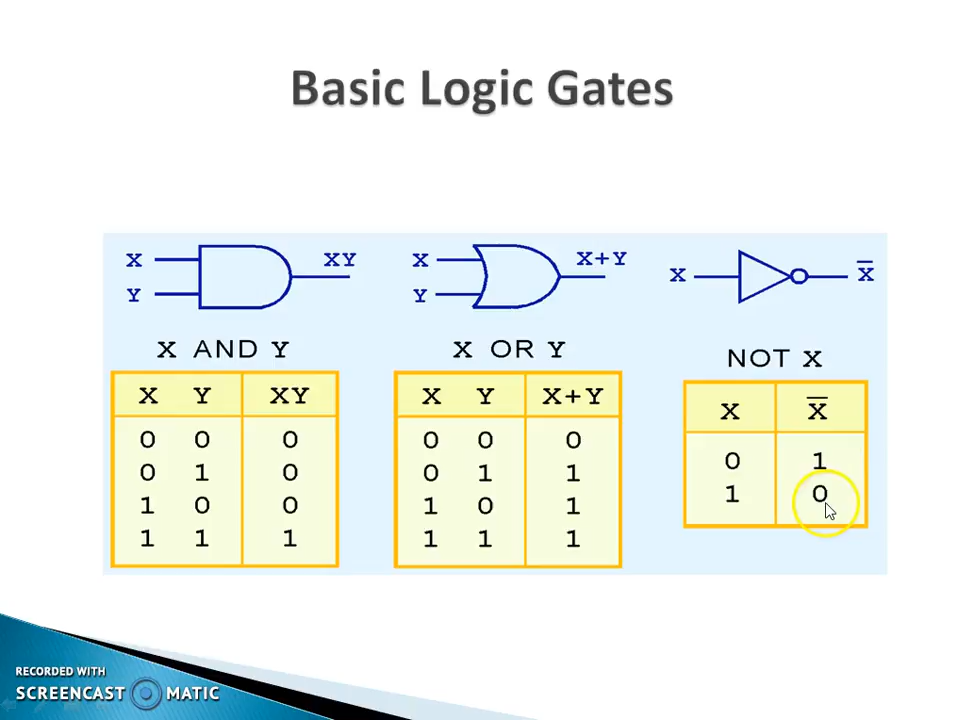 Basic Logic Gates
X
Y
XY
X AND Y
X Y XY
0 0 0
0 1 0
1 0 0
1 1 1
X
Y
X+Y
X OR Y
X Y X+Y
0 0 0
0 1 1
1 0 1
1 1 1
X
X̅
NOT X
X X̅
0 1
1 0
RECORDED WITH
SCREENCAST MATIC